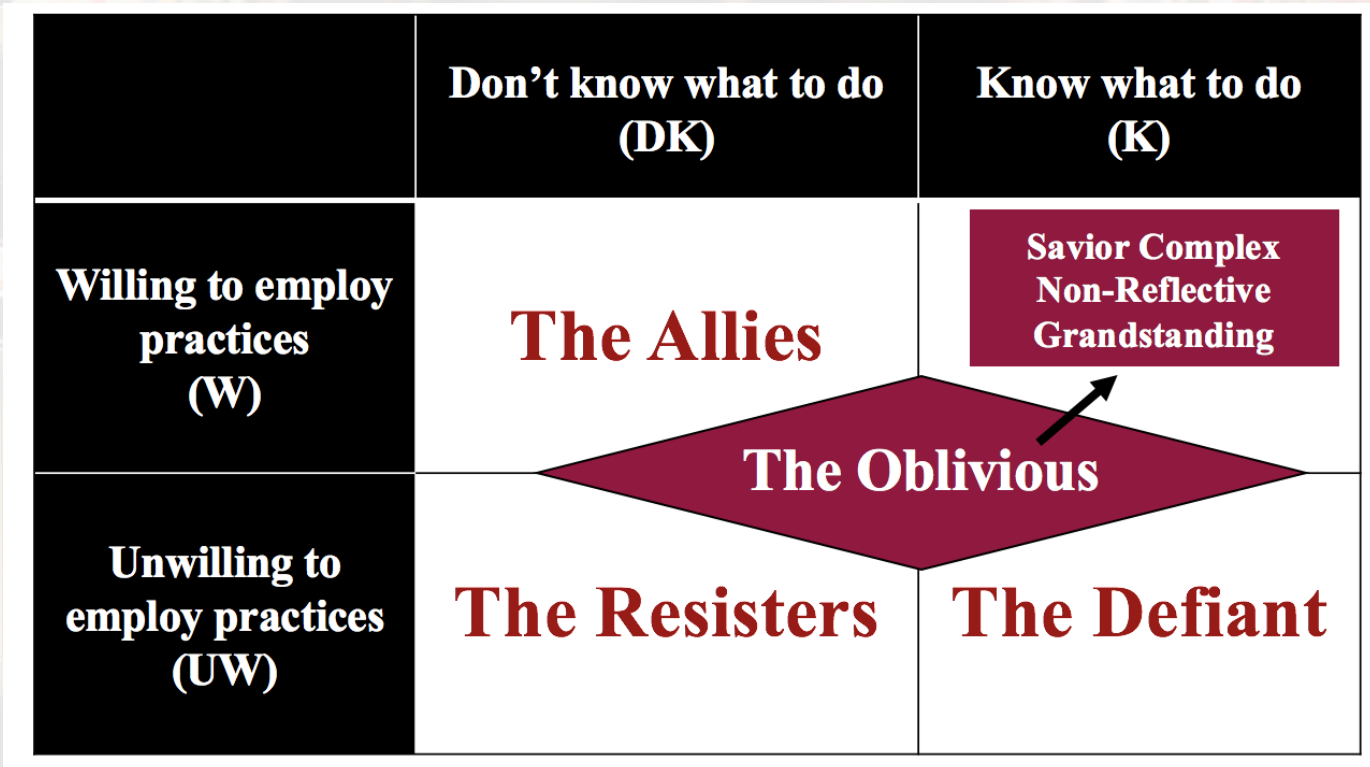 Don’t know what to do
(DK)
Know what to do
(K)
Willing to employ
practices
(W)
The Allies
Savior Complex
Non-Reflective
Grandstanding
The Oblivious
Unwilling to
employ practices
(UW)
The Resisters
The Defiant